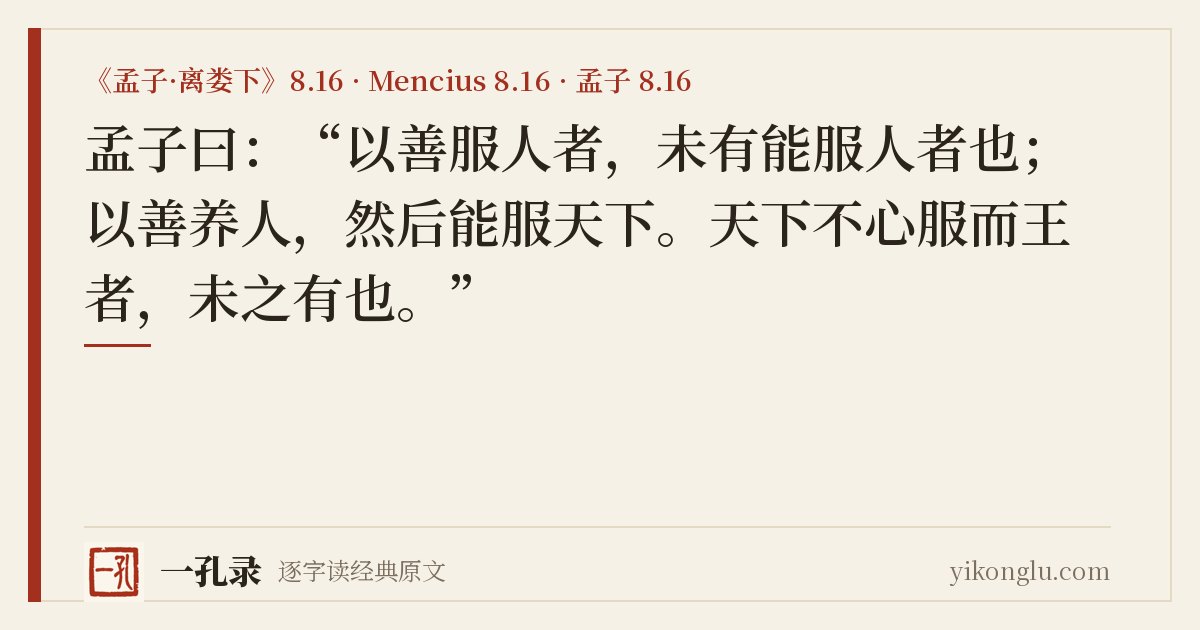 《孟子·离娄下》8.16 · Mencius 8.16 · 孟子 8.16
孟子曰：“以善服人者，未有能服人者也；
以善养人，然后能服天下。天下不心服而王
者，未之有也。”
一孔
一孔录 逐字读经典原文 yikonglu.com